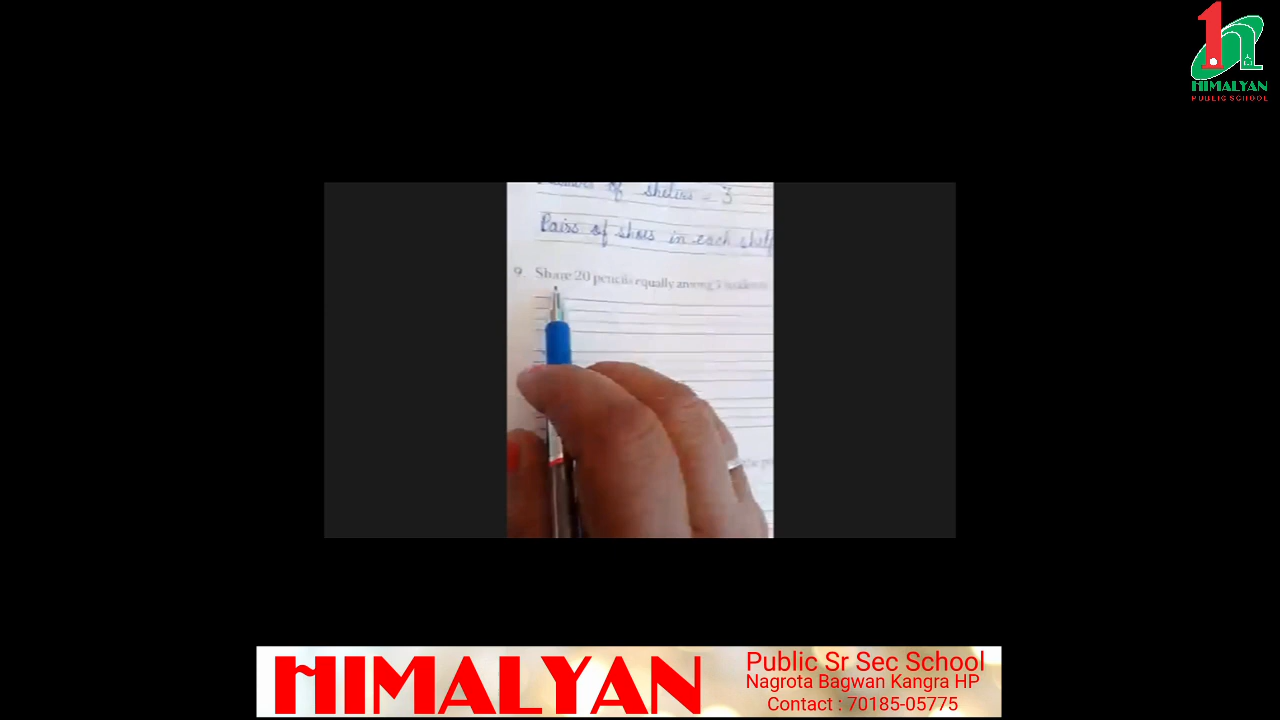 HIMALYAN
PUBLIC SCHOOL
of shelves = 3
Pairs of shoes in each shelf
9. Share 20 pencils equally among 5 students
HIMALYAN
Public Sr Sec School
Nagrota Bagwan Kangra HP
Contact : 70185-05775